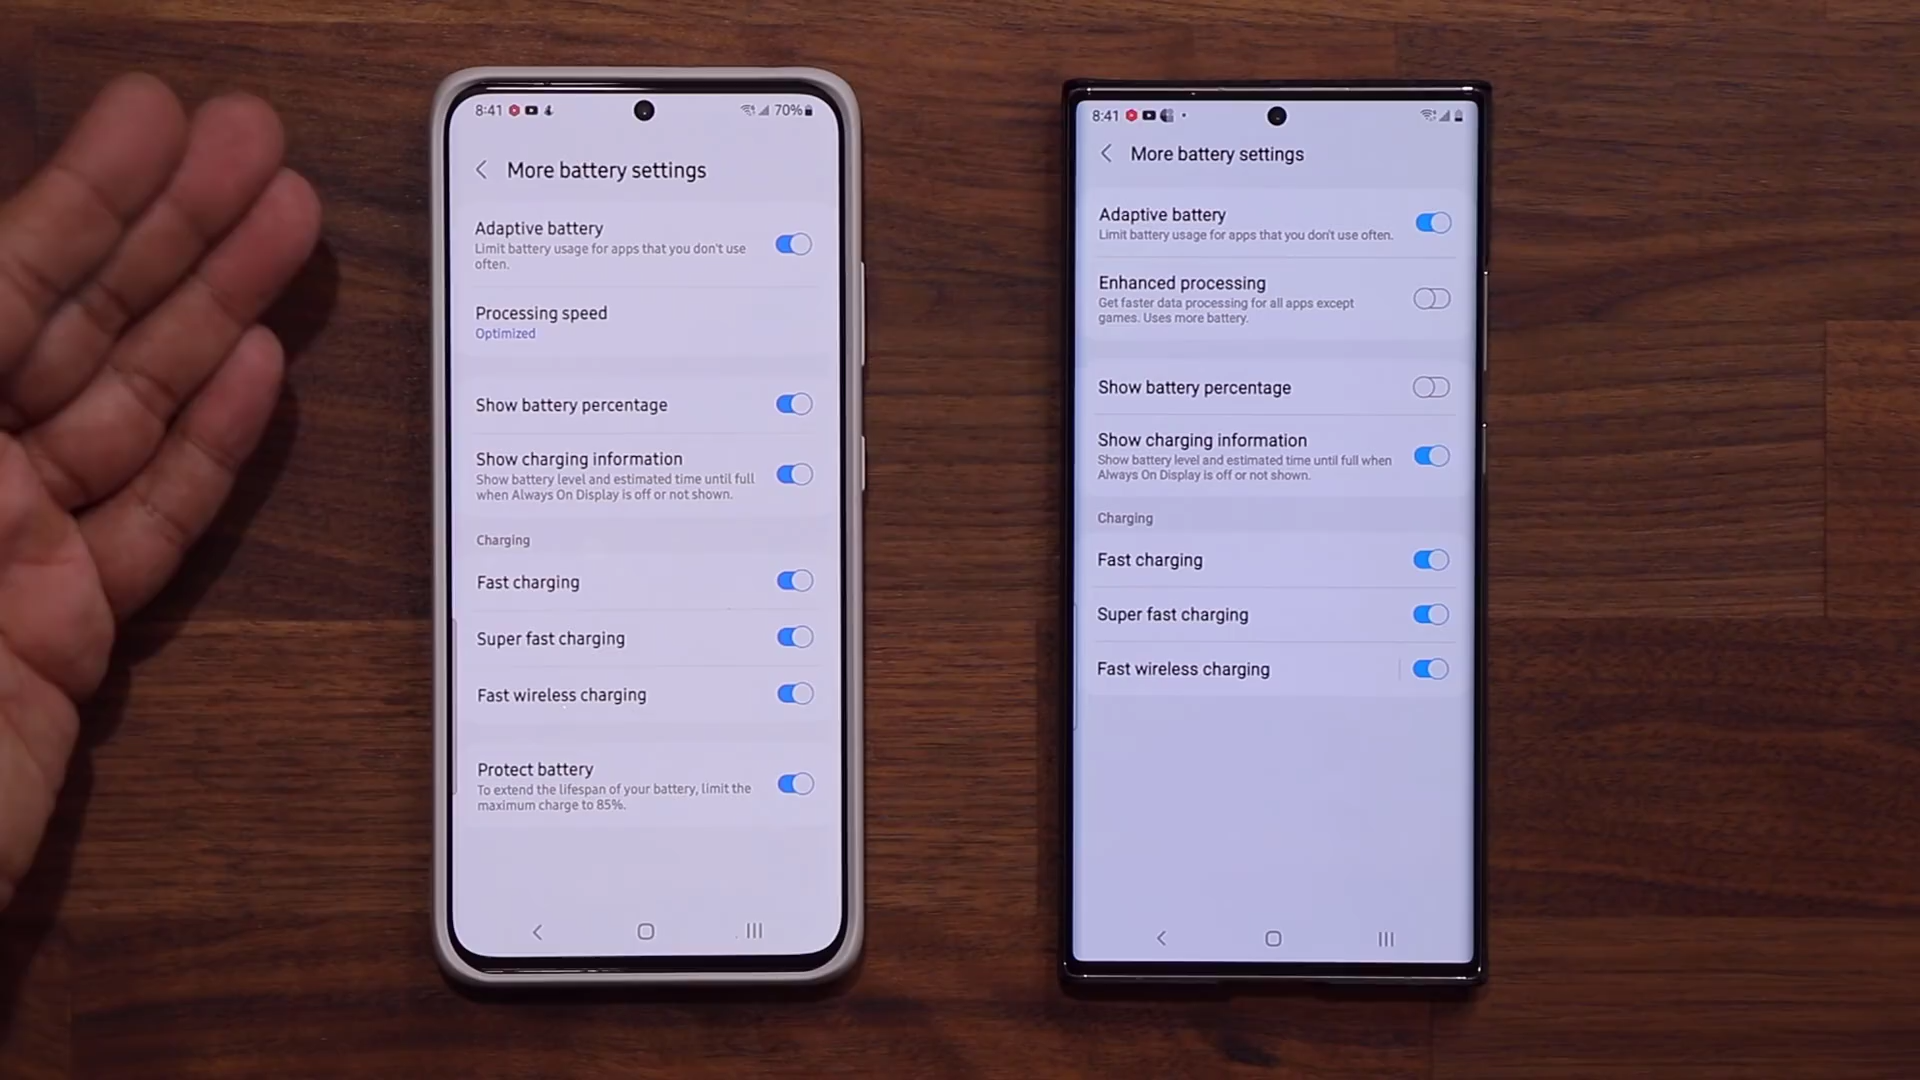 8:41
70%
More battery settings
Adaptive battery
Limit battery usage for apps that you don't use
often.
Processing speed
Optimized
Show battery percentage
Show charging information
Show battery level and estimated time until full
when Always On Display is off or not shown.
Charging
Fast charging
Super fast charging
Fast wireless charging
Protect battery
To extend the lifespan of your battery, limit the
maximum charge to 85%.
8:41
More battery settings
Adaptive battery
Limit battery usage for apps that you don't use often.
Enhanced processing
Get faster data processing for all apps except
games. Uses more battery.
Show battery percentage
Show charging information
Show battery level and estimated time until full when
Always On Display is off or not shown.
Charging
Fast charging
Super fast charging
Fast wireless charging